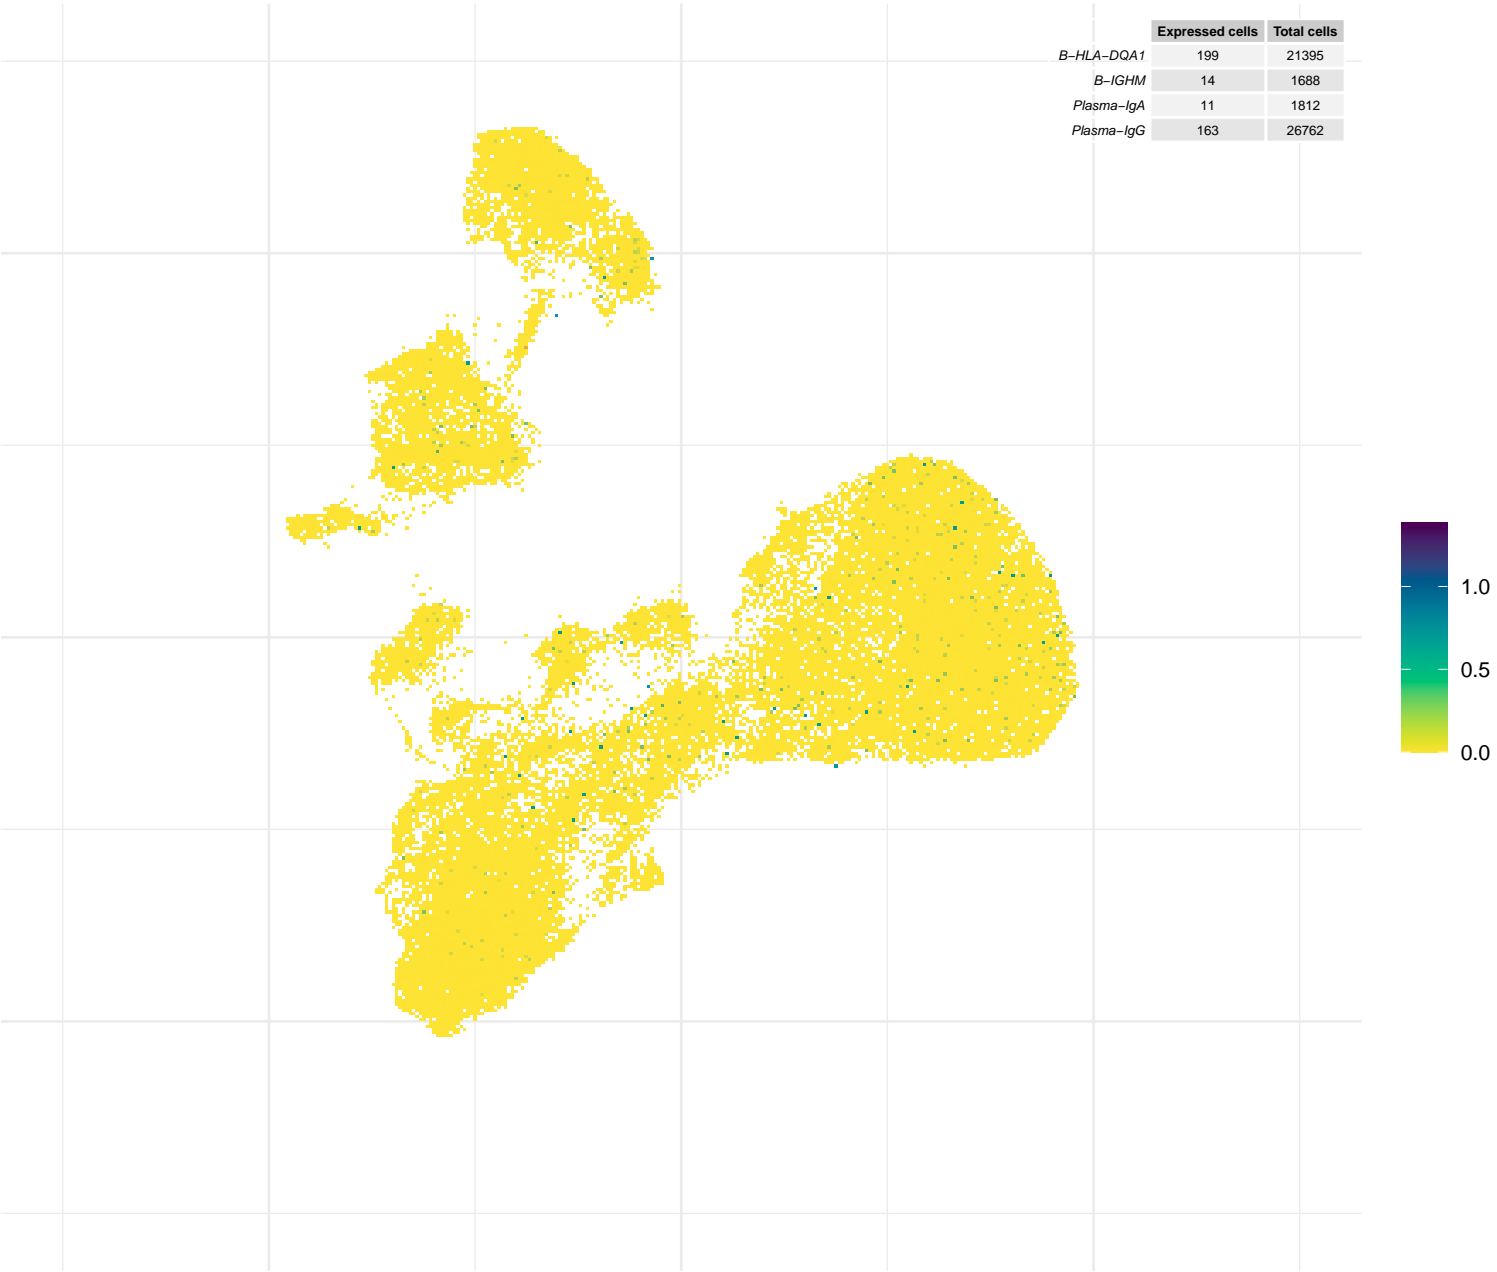 Expressed cells Total cells
B−HLA−DQA1 199 21395
B−IGHM 14 1688
Plasma−IgA 11 1812
Plasma−IgG 163 26762
1.0
0.5
0.0